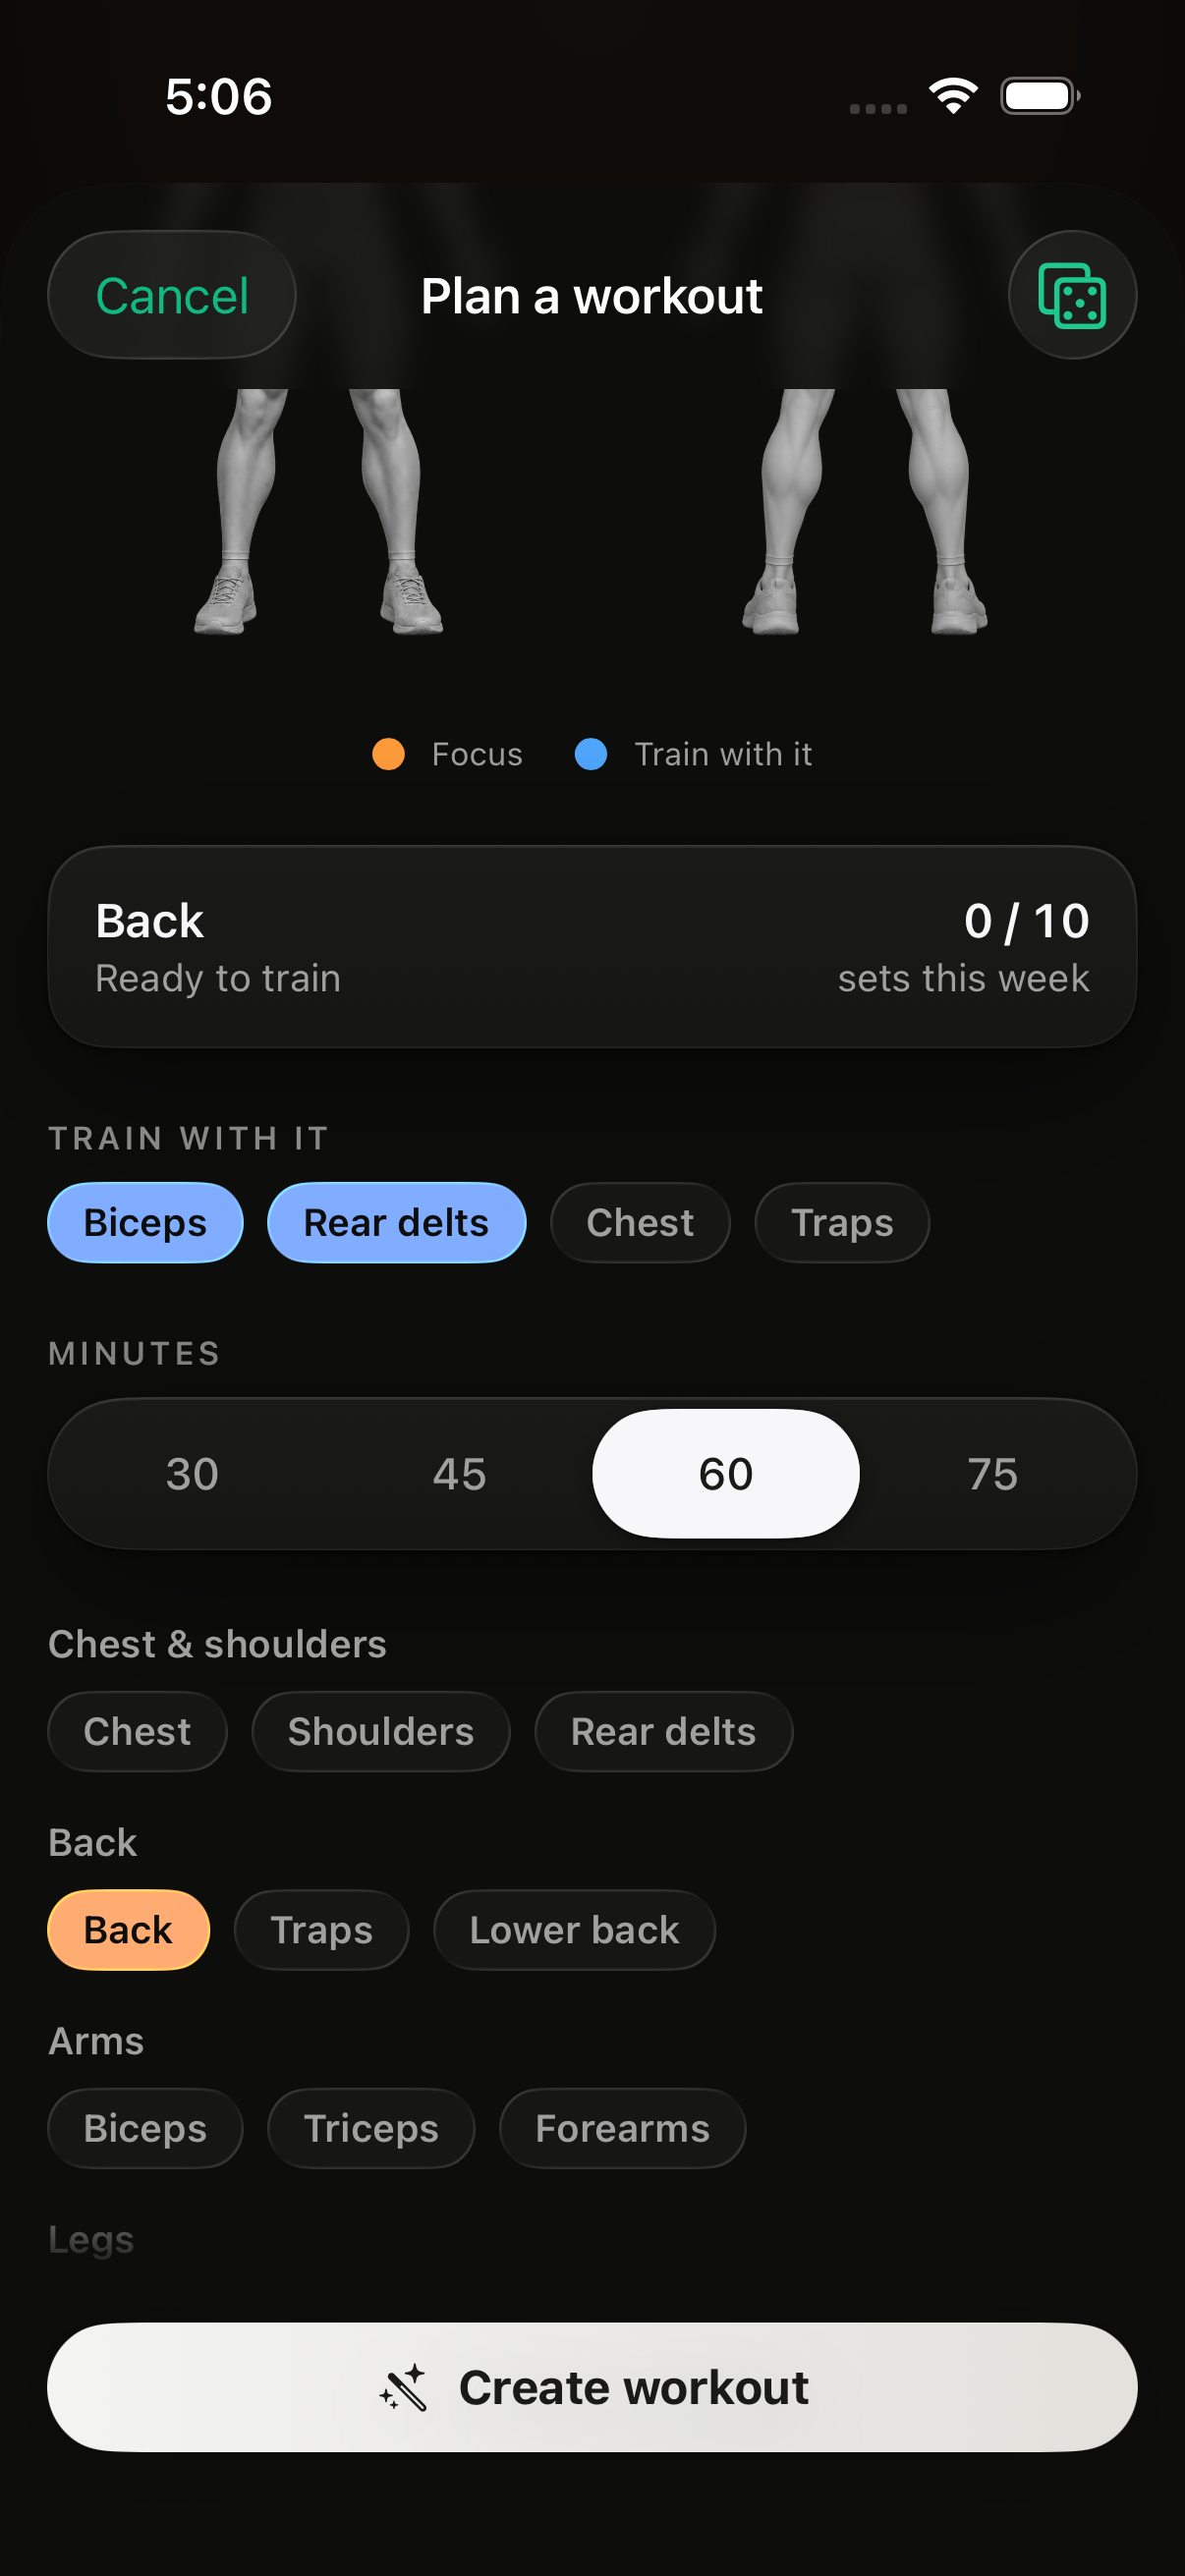 5:06
Cancel
Plan a workout
Focus
Train with it
Back
0 / 10
Ready to train
sets this week
TRAIN WITH IT
Biceps
Rear delts
Chest
Traps
MINUTES
30
45
60
75
Chest & shoulders
Chest
Shoulders
Rear delts
Back
Back
Traps
Lower back
Arms
Biceps
Triceps
Forearms
Legs
Create workout